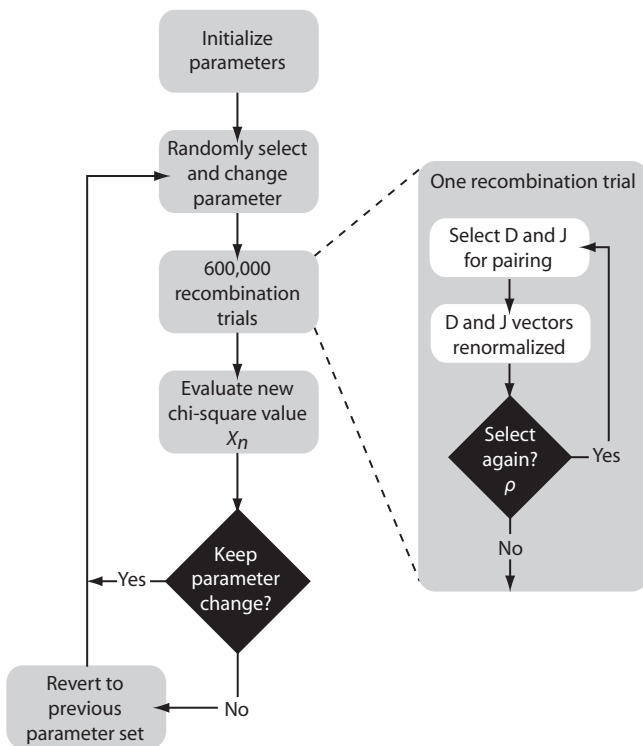 Initialize
parameters
Randomly select
and change
parameter
600,000
recombination
trials
Evaluate new
chi-square value
Xn
Keep
parameter
change?
Yes
No
Revert to
previous
parameter set
One recombination trial
Select D and J
for pairing
D and J vectors
renormalized
Select
again?
ρ
Yes
No